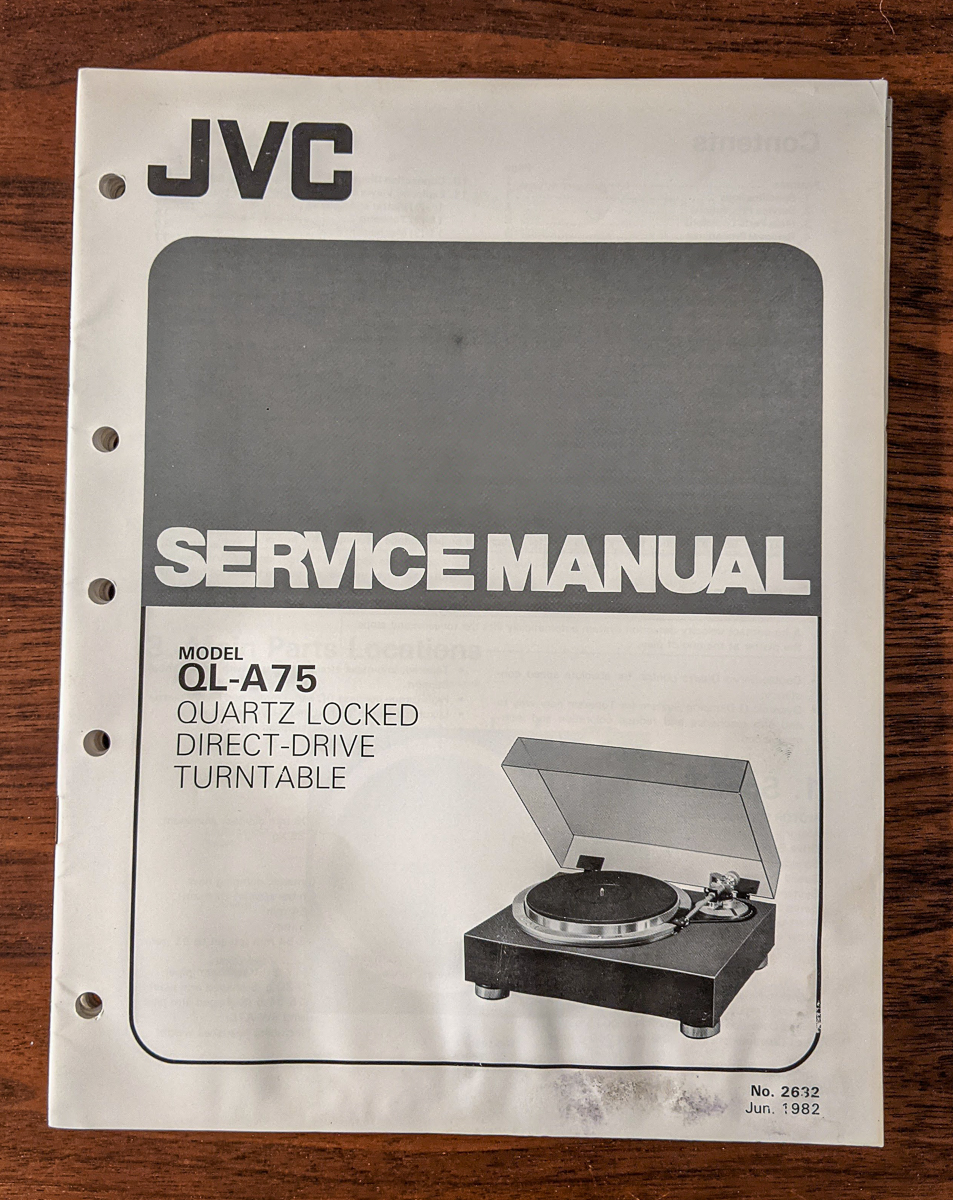 JVC
SERVICE MANUAL
MODEL
QL-A75
QUARTZ LOCKED
DIRECT-DRIVE
TURNTABLE
No. 2632
Jun. 1982